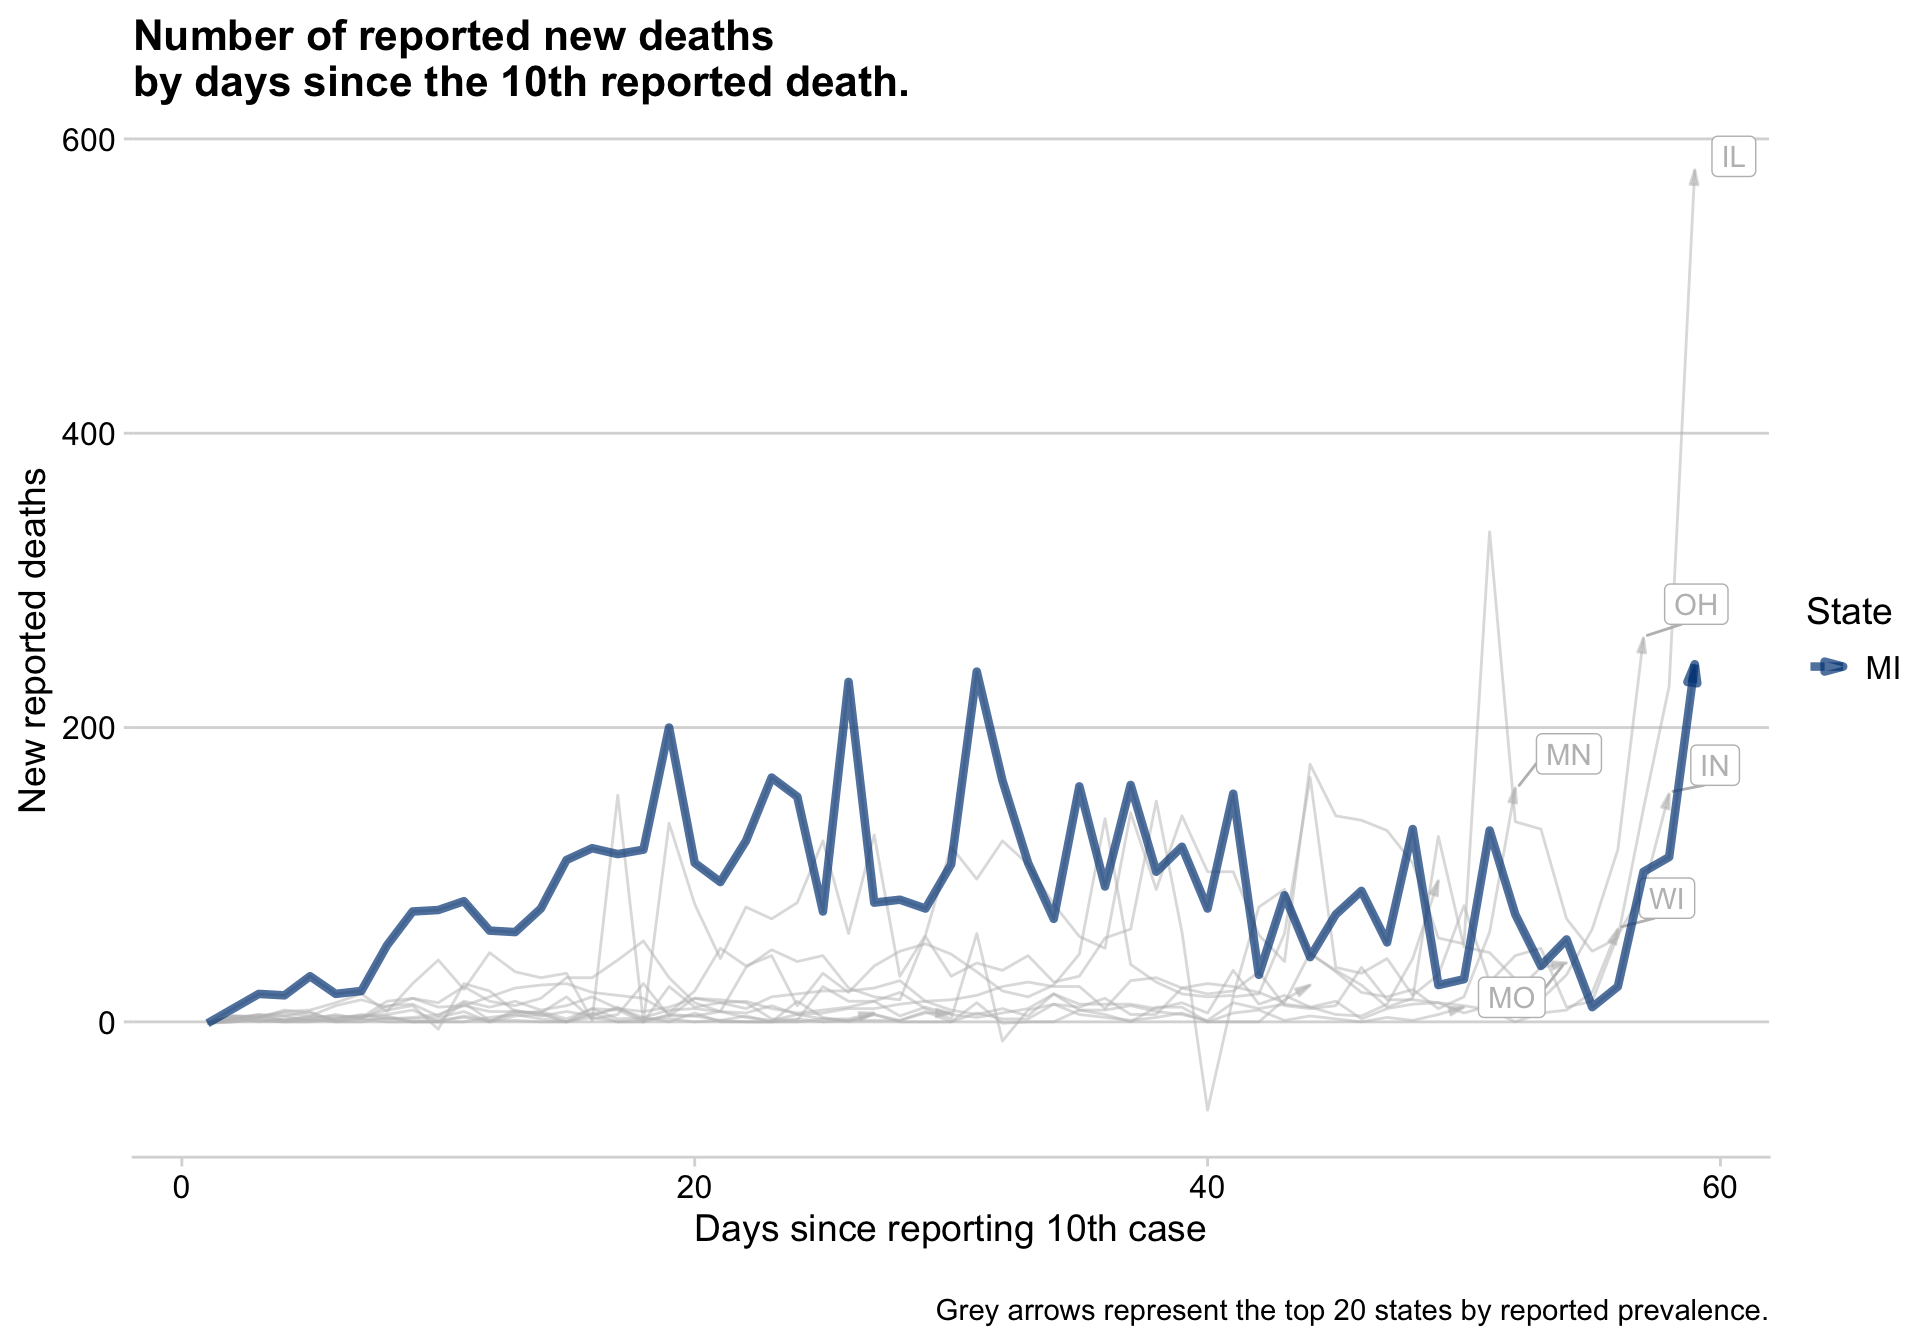 Number of reported new deaths
by days since the 10th reported death.
600
400
200
0
New reported deaths
IL
OH
MN
IN
WI
MO
State
MI
0 20 40 60
Days since reporting 10th case
Grey arrows represent the top 20 states by reported prevalence.